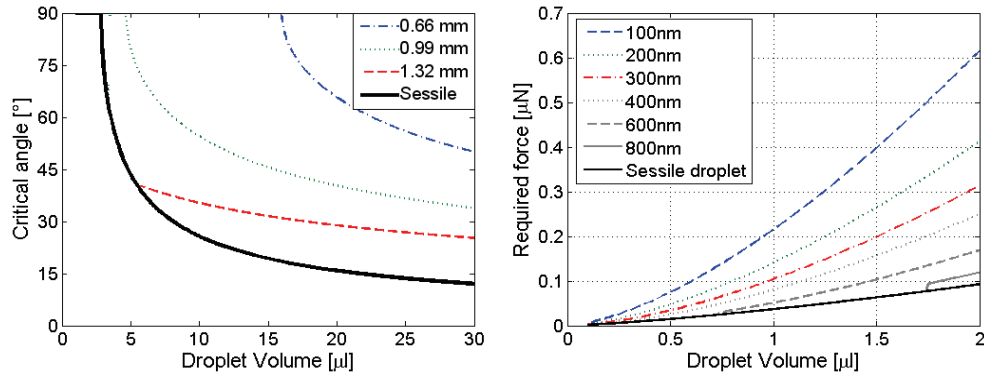 Critical angle [°]
90
75
60
45
30
15
0
0 5 10 15 20 25 30
Droplet Volume [µl]
0.66 mm
0.99 mm
1.32 mm
Sessile
Required force [µN]
0.7
0.6
0.5
0.4
0.3
0.2
0.1
0
0 0.5 1 1.5 2
Droplet Volume [µl]
100nm
200nm
300nm
400nm
600nm
800nm
Sessile droplet